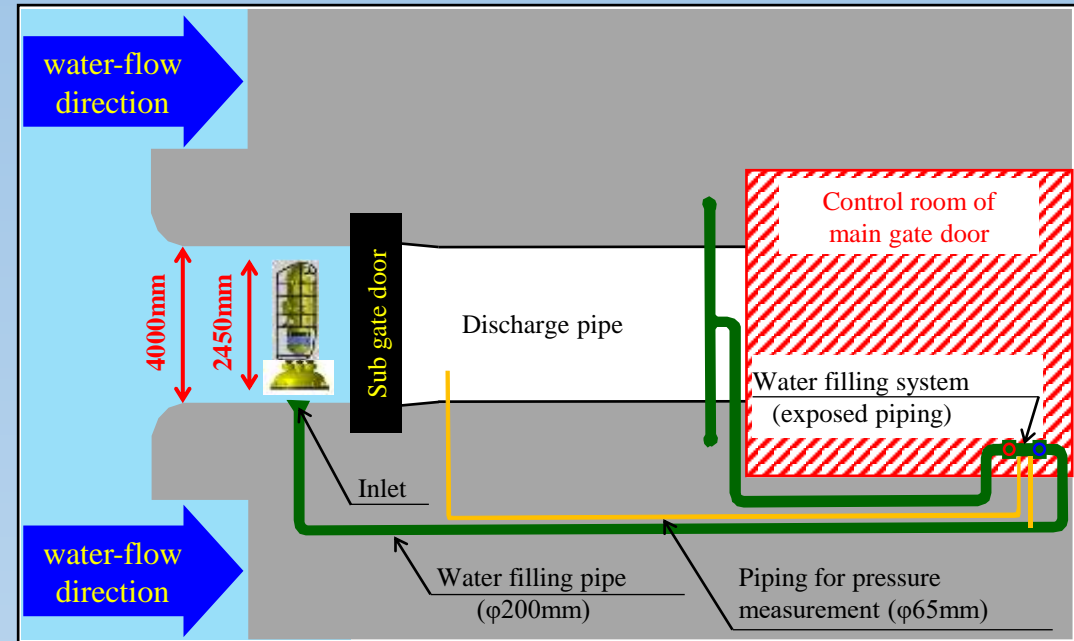 water-flow
direction
Control room of
main gate door
4000mm
2450mm
Sub gate door
Discharge pipe
Water filling system
(exposed piping)
Inlet
water-flow
direction
Water filling pipe
(φ200mm)
Piping for pressure
measurement (φ65mm)